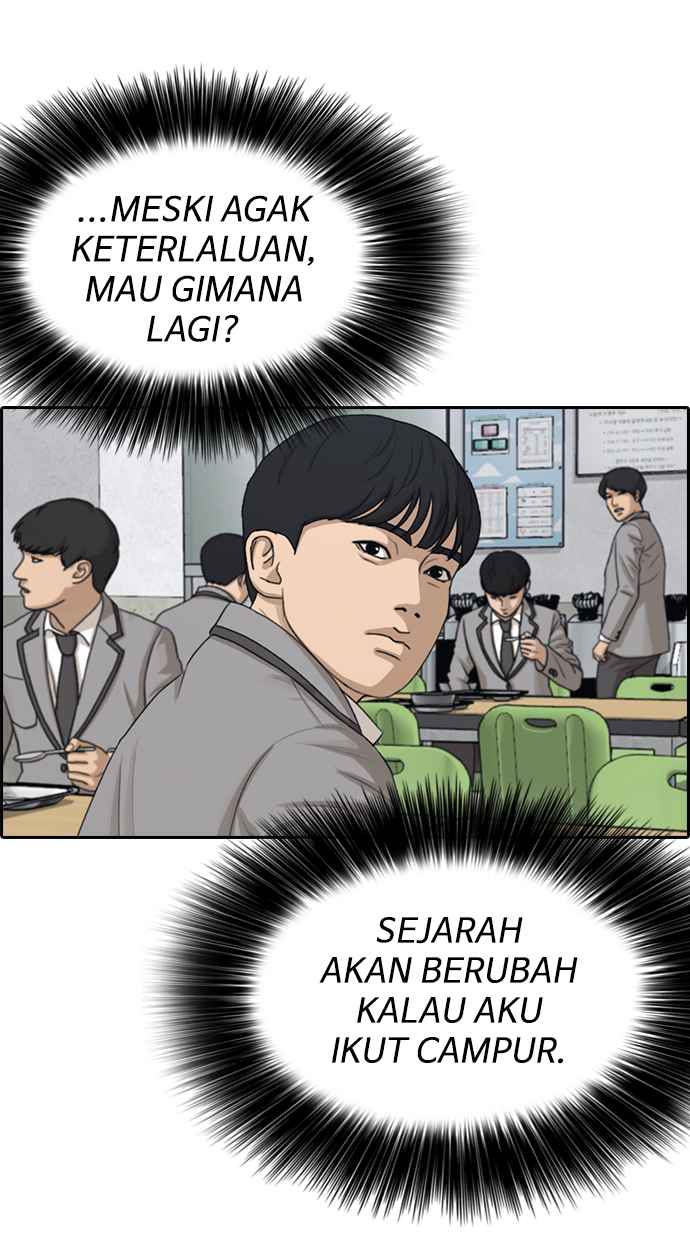 ...MESKI AGAK
KETERLALUAN,
MAU GIMANA
LAGI?
SEJARAH
AKAN BERUBAH
KALAU AKU
IKUT CAMPUR.